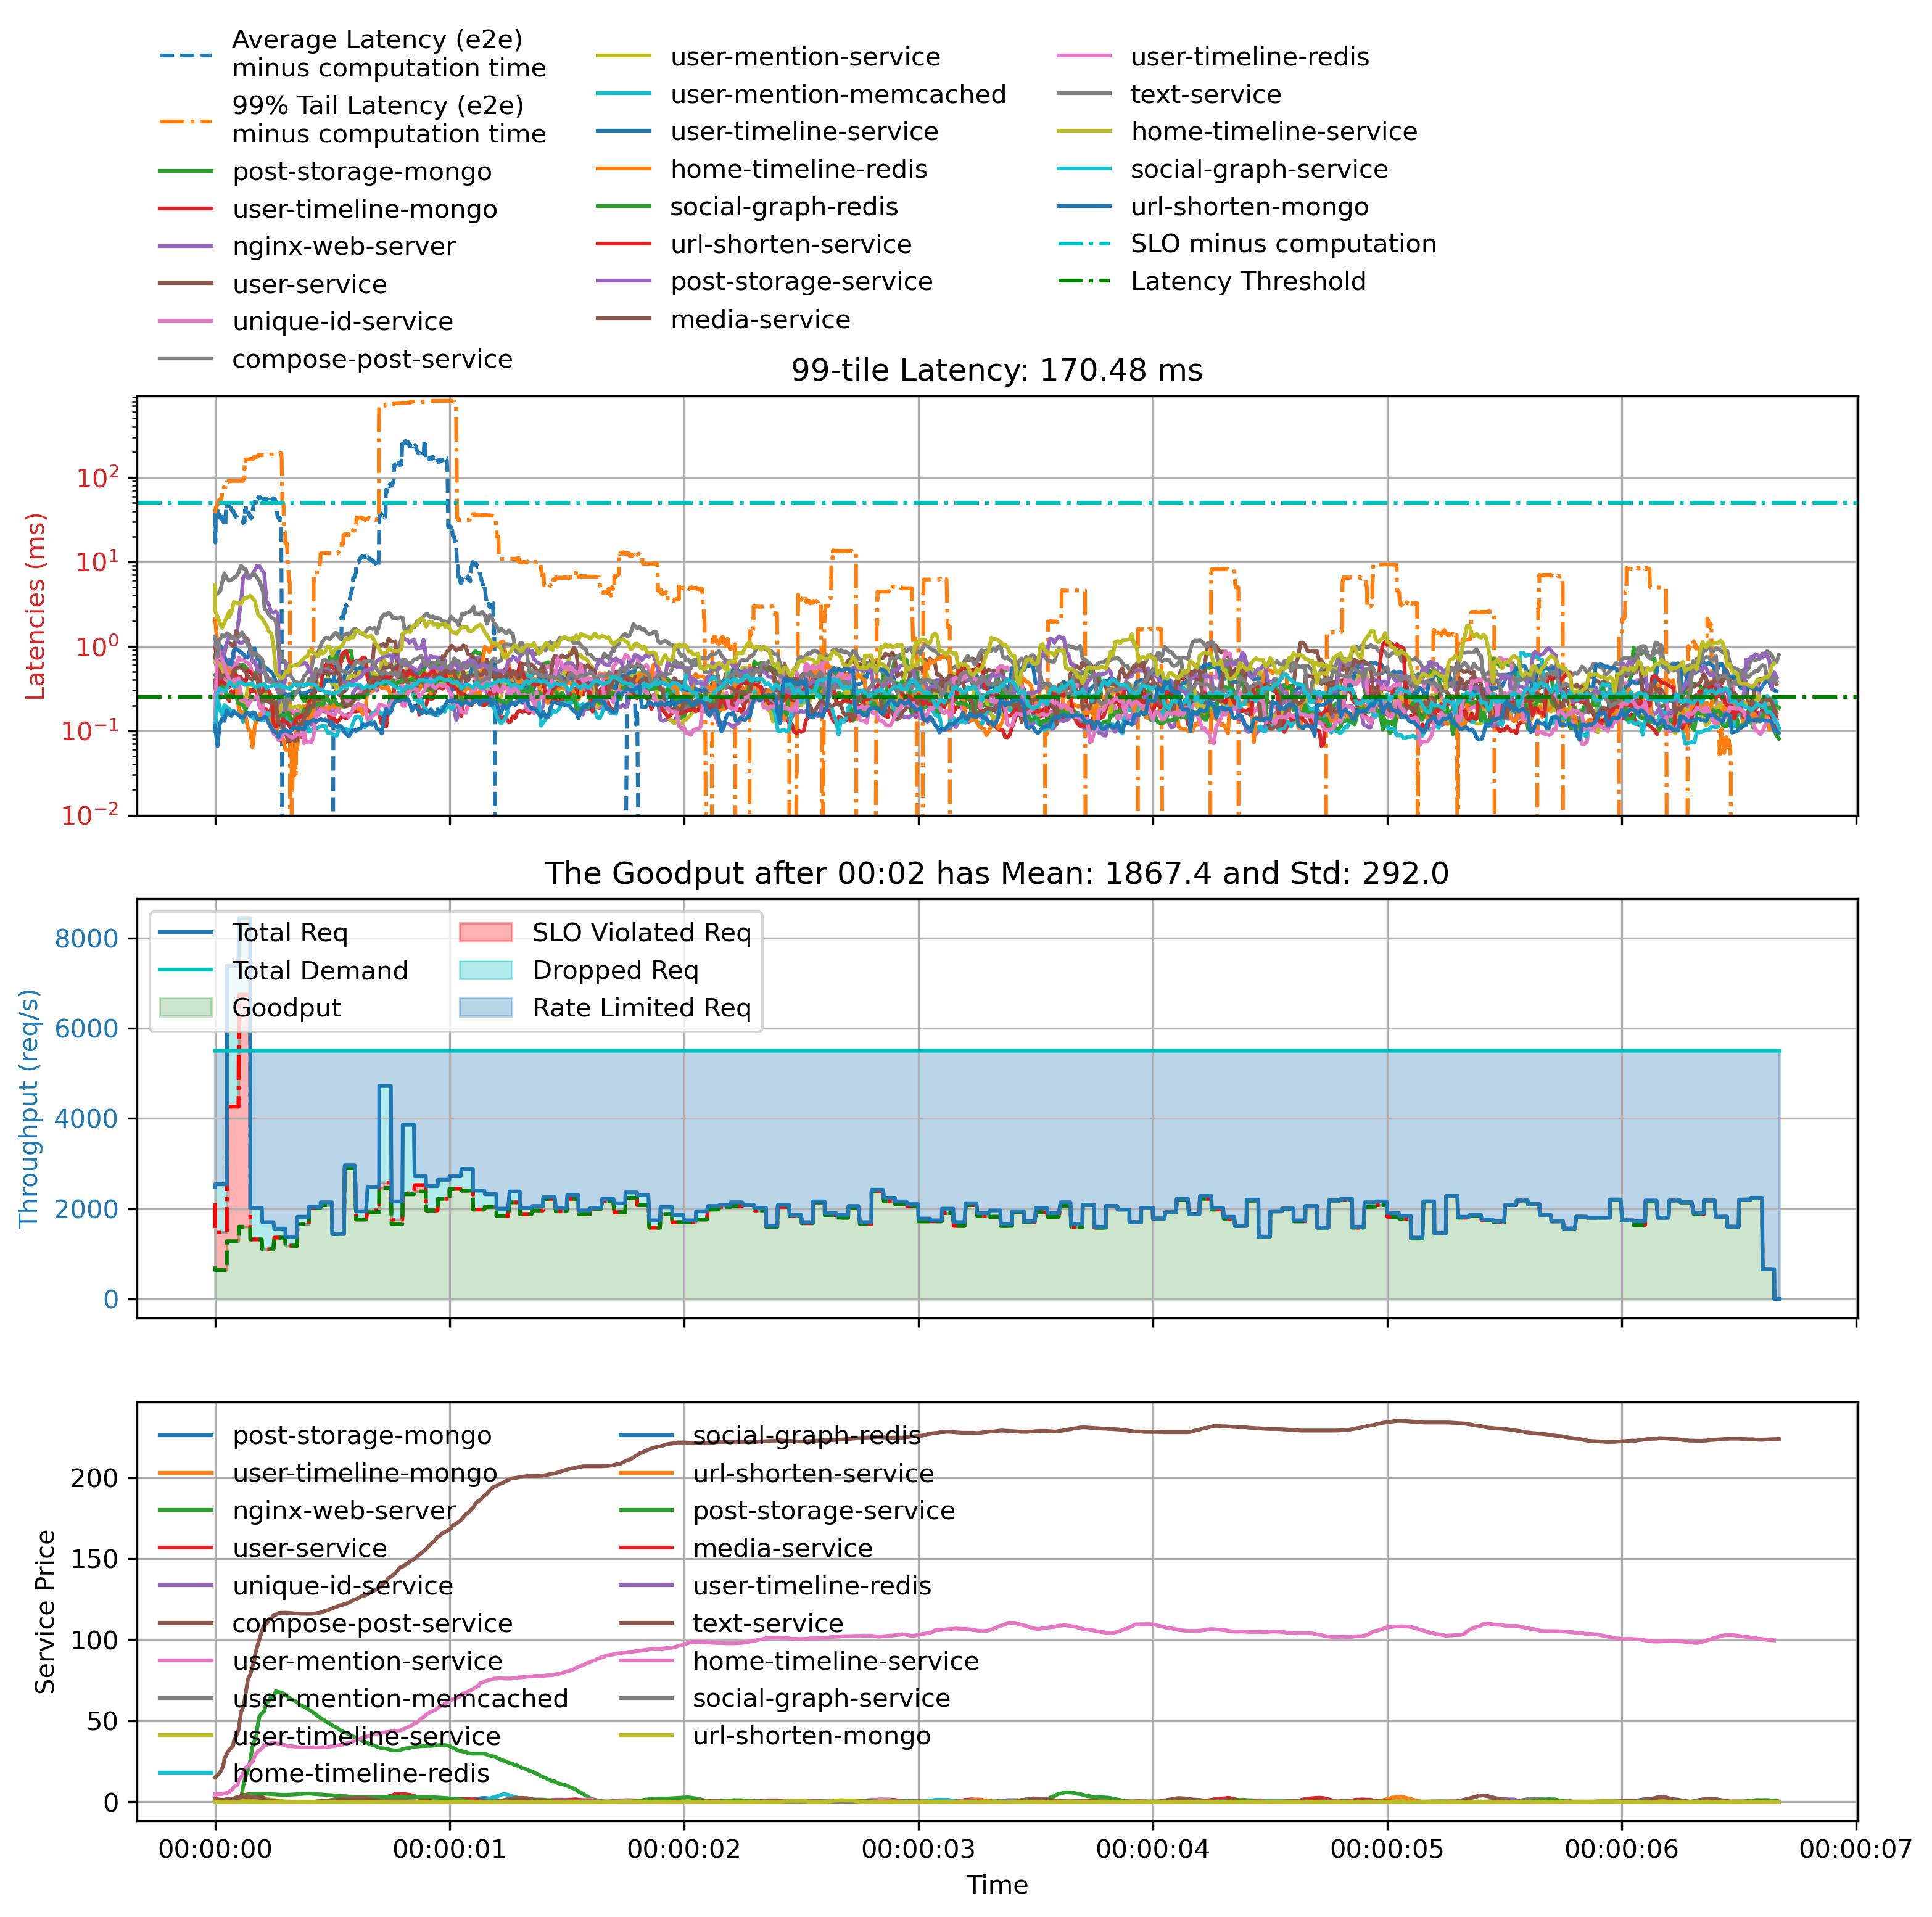 Average Latency (e2e)
minus computation time
99% Tail Latency (e2e)
minus computation time
post-storage-mongo
user-timeline-mongo
nginx-web-server
user-service
unique-id-service
compose-post-service
user-mention-service
user-mention-memcached
user-timeline-service
home-timeline-redis
social-graph-redis
url-shorten-service
post-storage-service
media-service
user-timeline-redis
text-service
home-timeline-service
social-graph-service
url-shorten-mongo
SLO minus computation
Latency Threshold
99-tile Latency: 170.48 ms
Latencies (ms)
10²
10¹
10⁰
10⁻¹
10⁻²
The Goodput after 00:02 has Mean: 1867.4 and Std: 292.0
Throughput (req/s)
8000
6000
4000
2000
0
Total Req
Total Demand
Goodput
SLO Violated Req
Dropped Req
Rate Limited Req
Service Price
200
150
100
50
0
post-storage-mongo
user-timeline-mongo
nginx-web-server
user-service
unique-id-service
compose-post-service
user-mention-service
user-mention-memcached
user-timeline-service
home-timeline-redis
social-graph-redis
url-shorten-service
post-storage-service
media-service
user-timeline-redis
text-service
home-timeline-service
social-graph-service
url-shorten-mongo
00:00:00 00:00:01 00:00:02 00:00:03 00:00:04 00:00:05 00:00:06 00:00:07
Time